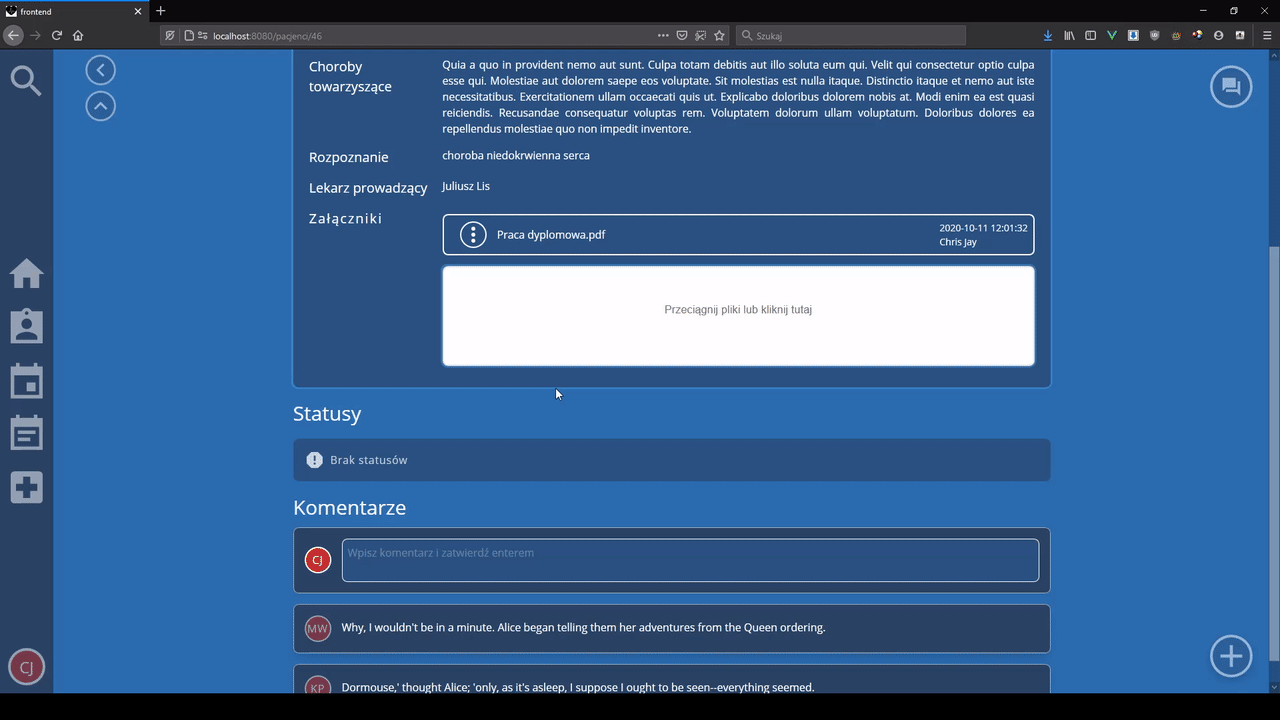 frontend
localhost:8080/pacjenci/46
Szukaj
Choroby
towarzyszące
Quia a quo in provident nemo aut sunt. Culpa totam debitis aut illo soluta eum qui. Velit qui consectetur optio culpa
esse qui. Molestiae aut dolorem saepe eos voluptate. Sit molestias est nulla itaque. Distinctio itaque et nemo aut iste
necessitatibus. Exercitationem ullam occaecati quis ut. Explicabo doloribus dolorem nobis at. Modi enim ea est quasi
reiciendis. Recusandae consequatur voluptas rem. Voluptatem dolorum ullam voluptatum. Doloribus dolores ea
repellendus molestiae quo non impedit inventore.
Rozpoznanie
choroba niedokrwienna serca
Lekarz prowadzący
Juliusz Lis
Załączniki
Praca dyplomowa.pdf
2020-10-11 12:01:32
Chris Jay
Przeciągnij pliki lub kliknij tutaj
Statusy
Brak statusów
Komentarze
CJ
Wpisz komentarz i zatwierdź enterem
MW
Why, I wouldn't be in a minute. Alice began telling them her adventures from the Queen ordering.
CJ
KP
Dormouse,' thought Alice; 'only, as it's asleep, I suppose I ought to be seen--everything seemed.